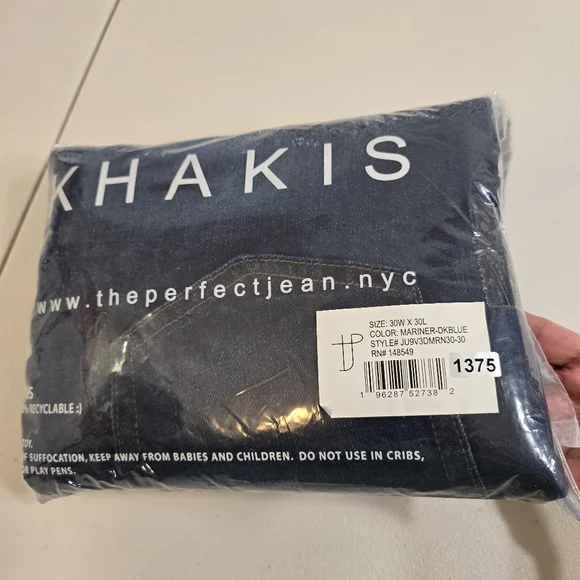 KHAKIS
www.theperfectjean.nyc
SIZE: 30W X 30L
COLOR: MARINER-DKBLUE
STYLE# JU9V3DMRN30-30
RN# 148549
1375
1 96287 52738 2
% RECYCLABLE :)
OF SUFFOCATION, KEEP AWAY FROM BABIES AND CHILDREN. DO NOT USE IN CRIBS,
OR PLAY PENS.